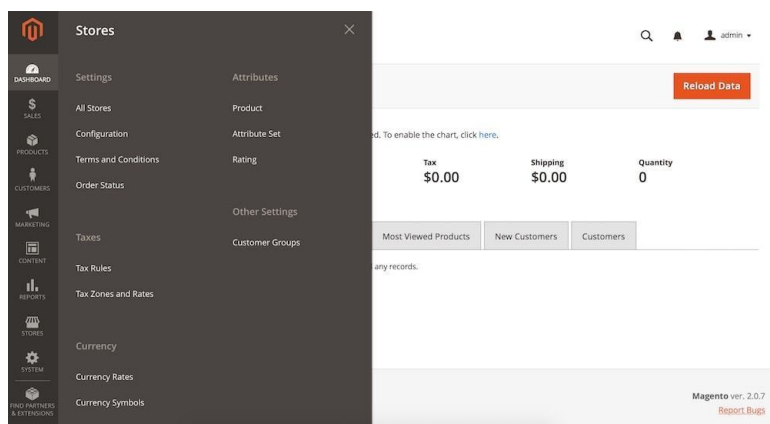 DASHBOARD
SALES
PRODUCTS
CUSTOMERS
MARKETING
CONTENT
REPORTS
STORES
SYSTEM
FIND PARTNERS
& EXTENSIONS
Stores
Settings
All Stores
Configuration
Terms and Conditions
Order Status
Taxes
Tax Rules
Tax Zones and Rates
Currency
Currency Rates
Currency Symbols
Attributes
Product
Attribute Set
Rating
Other Settings
Customer Groups
admin
Reload Data
ed. To enable the chart, click here.
Tax Shipping Quantity
$0.00 $0.00 0
Most Viewed Products New Customers Customers
any records.
Magento ver. 2.0.7
Report Bugs